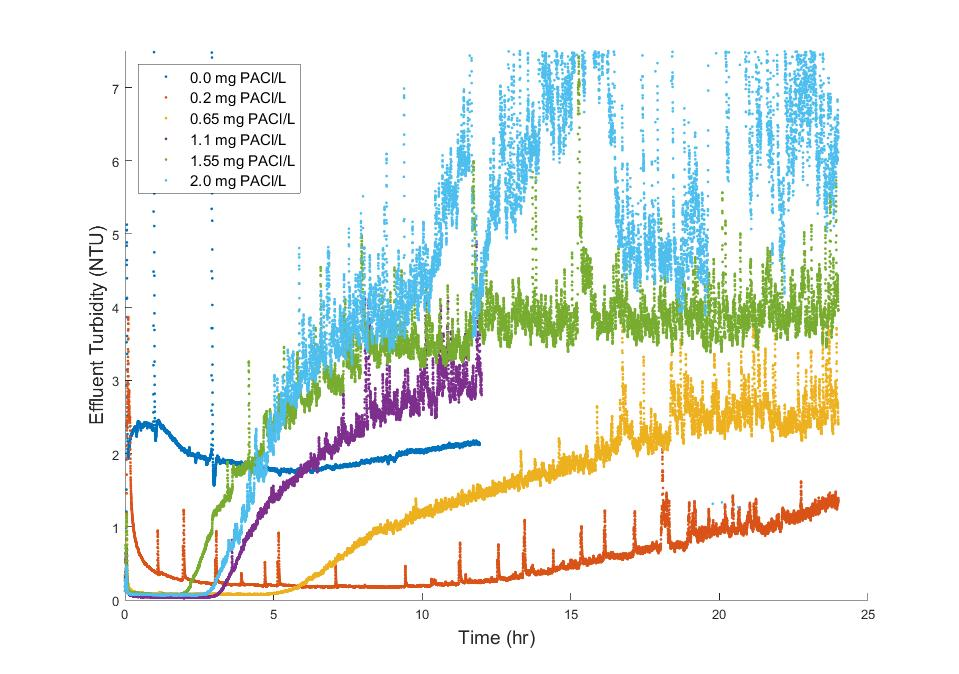 0.0 mg PACl/L
0.2 mg PACl/L
0.65 mg PACl/L
1.1 mg PACl/L
1.55 mg PACl/L
2.0 mg PACl/L
Effluent Turbidity (NTU)
7
6
5
4
3
2
1
0
0 5 10 15 20 25
Time (hr)